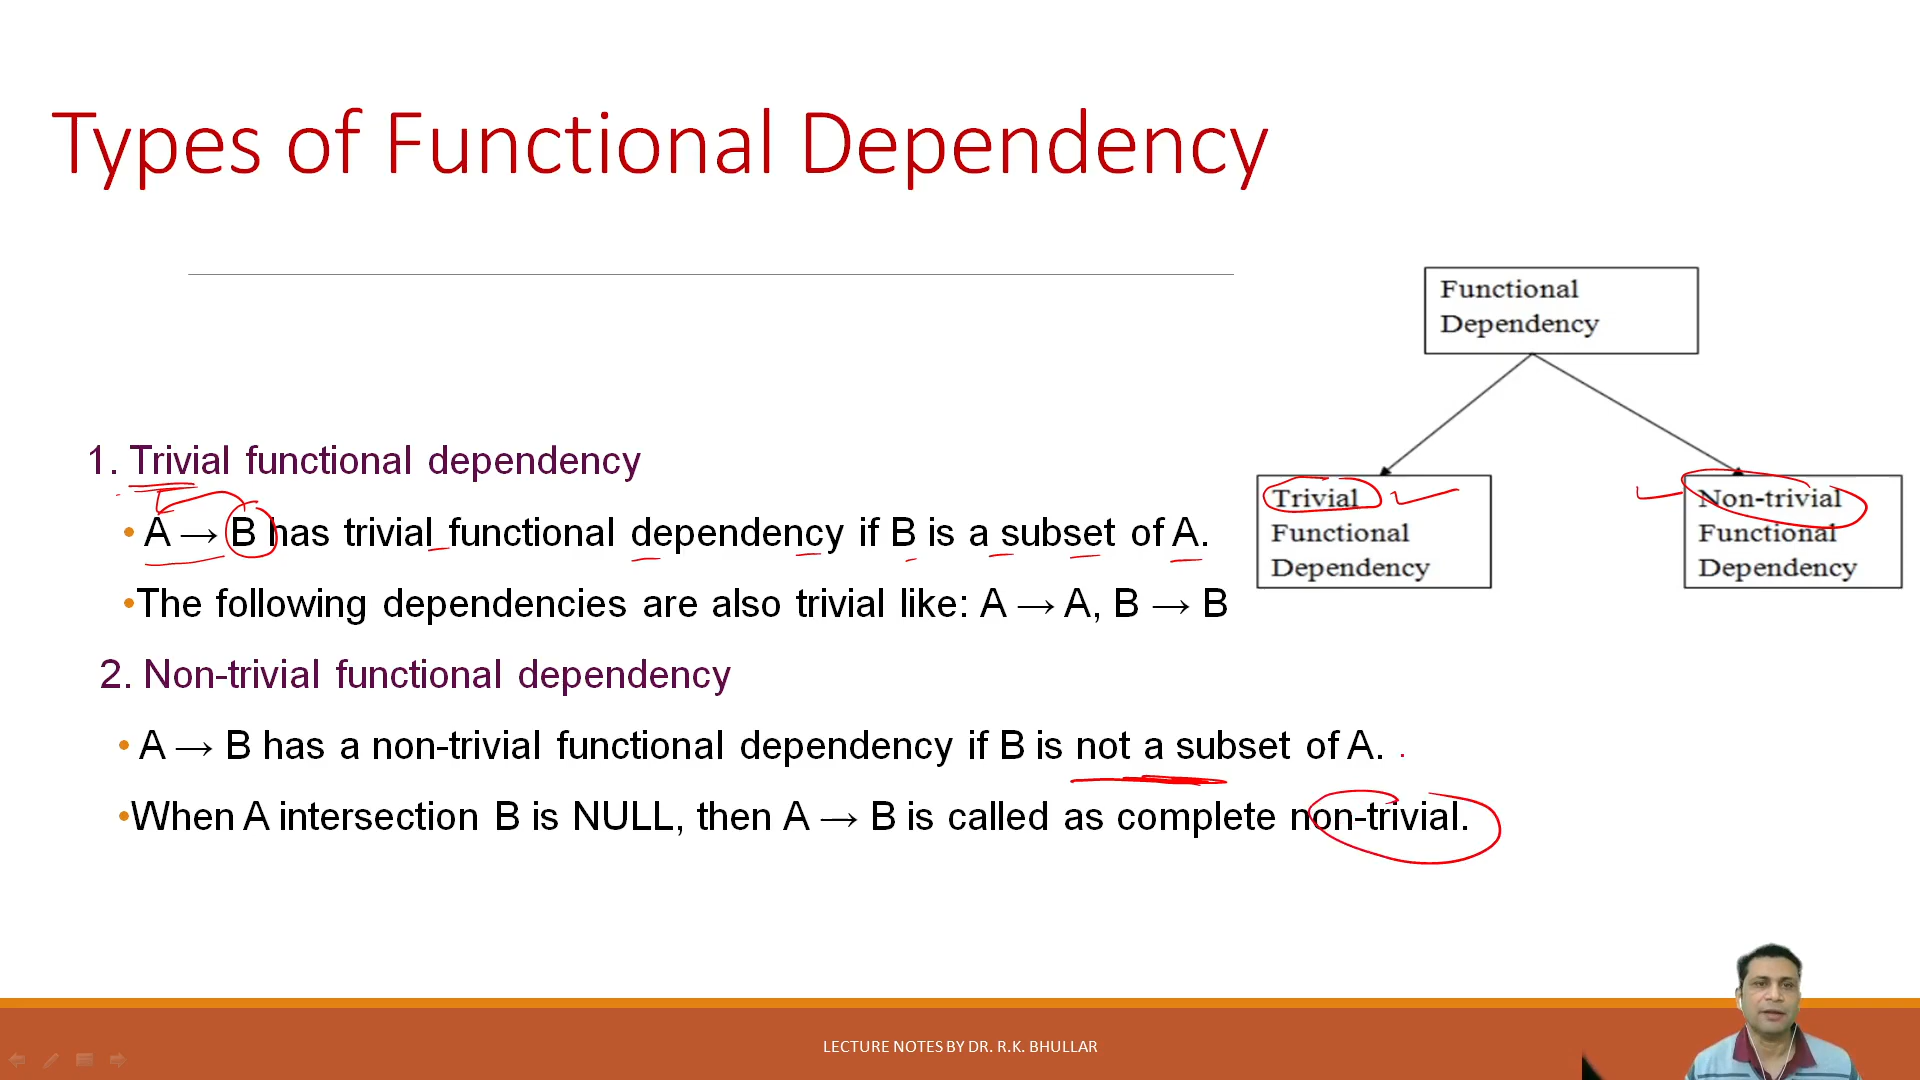 Types of Functional Dependency
1. Trivial functional dependency
• A → B has trivial functional dependency if B is a subset of A.
•The following dependencies are also trivial like: A → A, B → B
2. Non-trivial functional dependency
• A → B has a non-trivial functional dependency if B is not a subset of A.
•When A intersection B is NULL, then A → B is called as complete non-trivial.
Functional
Dependency
Trivial
Functional
Dependency
Non-trivial
Functional
Dependency
LECTURE NOTES BY DR. R.K. BHULLAR